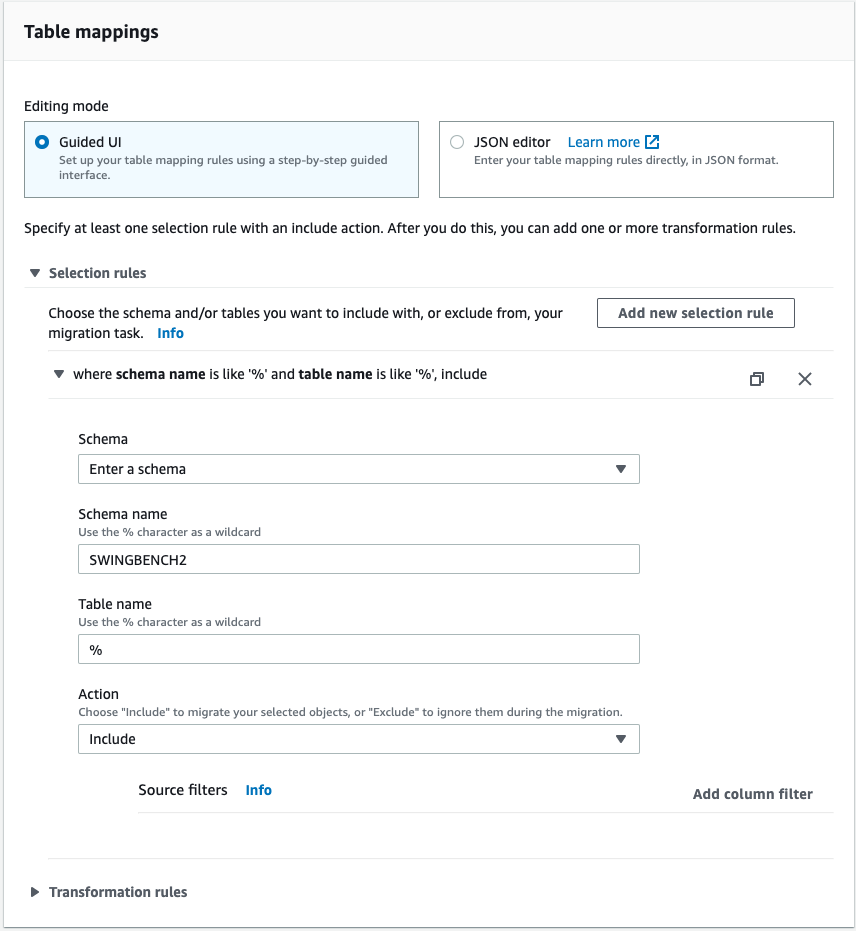 Table mappings
Editing mode
Guided UI
Set up your table mapping rules using a step-by-step guided
interface.
JSON editor Learn more
Enter your table mapping rules directly, in JSON format.
Specify at least one selection rule with an include action. After you do this, you can add one or more transformation rules.
Selection rules
Choose the schema and/or tables you want to include with, or exclude from, your
migration task. Info
Add new selection rule
where schema name is like '%' and table name is like '%', include
Schema
Enter a schema
Schema name
Use the % character as a wildcard
SWINGBENCH2
Table name
Use the % character as a wildcard
%
Action
Choose "Include" to migrate your selected objects, or "Exclude" to ignore them during the migration.
Include
Source filters Info
Add column filter
Transformation rules